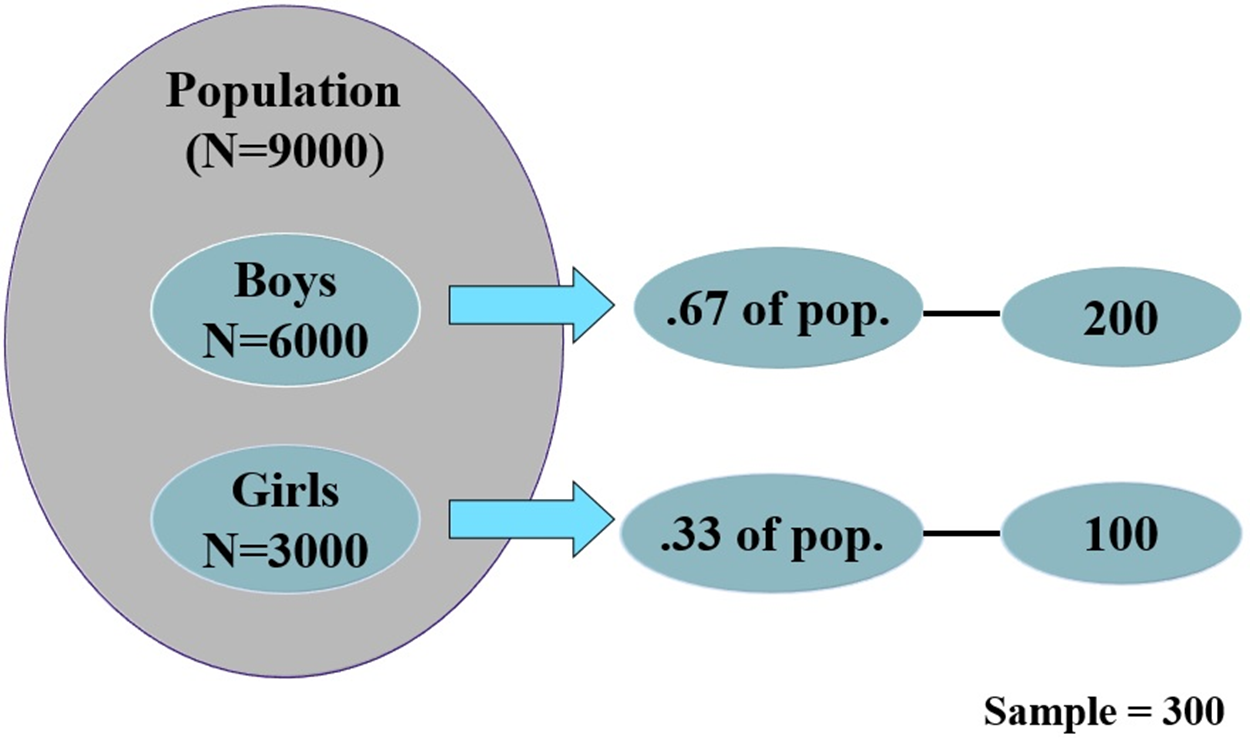 Population
(N=9000)
Boys
N=6000
.67 of pop.
200
Girls
N=3000
.33 of pop.
100
Sample = 300